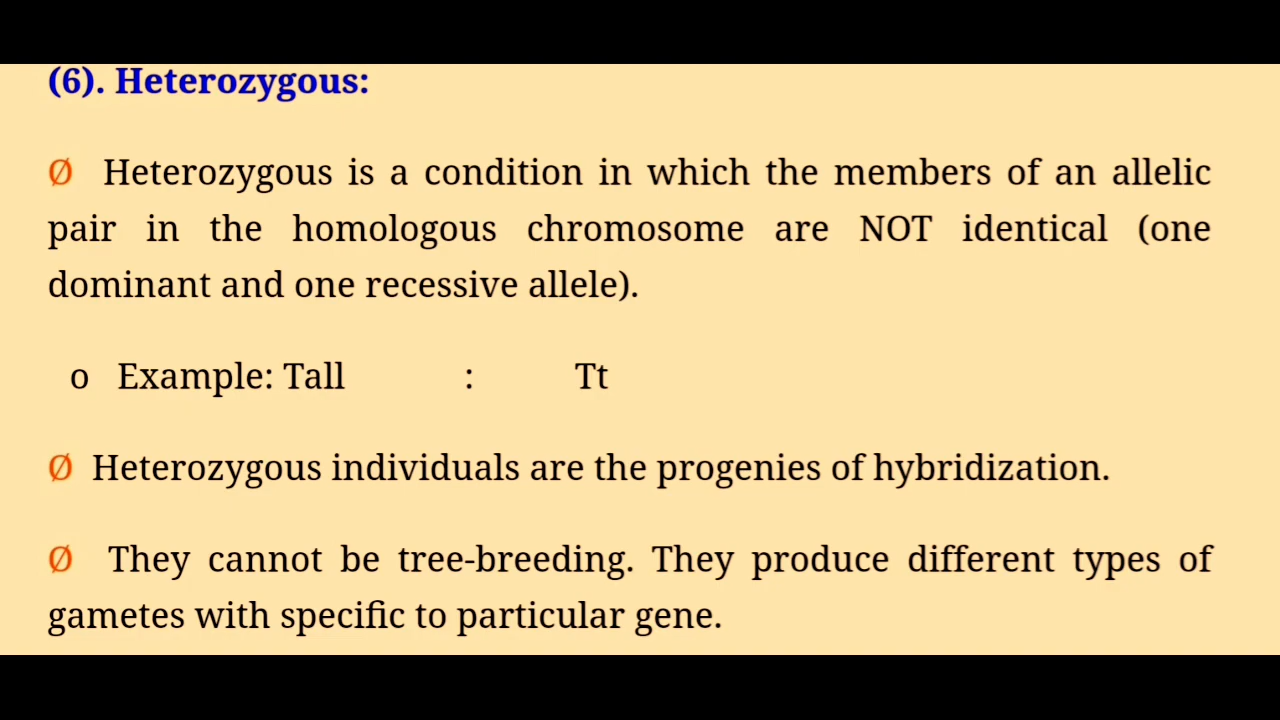 (6). Heterozygous:
Ø Heterozygous is a condition in which the members of an allelic
pair in the homologous chromosome are NOT identical (one
dominant and one recessive allele).
o Example: Tall : Tt
Ø Heterozygous individuals are the progenies of hybridization.
Ø They cannot be tree-breeding. They produce different types of
gametes with specific to particular gene.